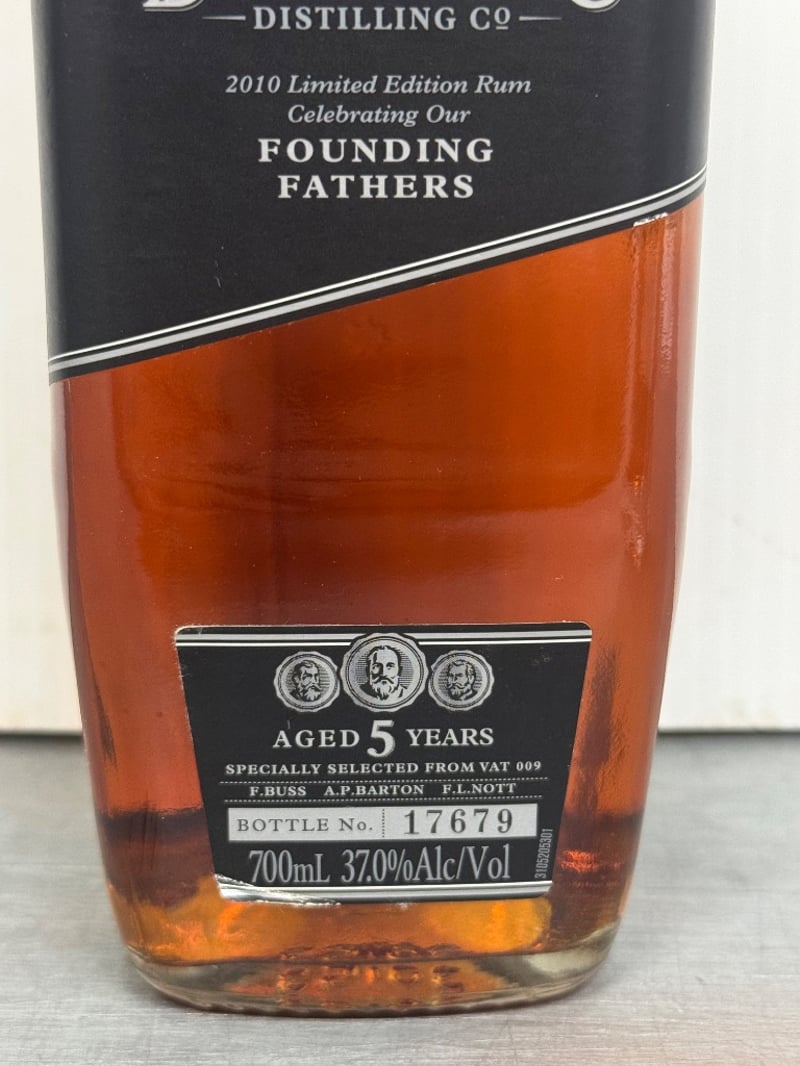 DISTILLING Cº
2010 Limited Edition Rum
Celebrating Our
FOUNDING
FATHERS
AGED 5 YEARS
SPECIALLY SELECTED FROM VAT 009
F.BUSS A.P.BARTON F.L.NOTT
BOTTLE No. 17679
700mL 37.0%Alc/Vol
3105205301